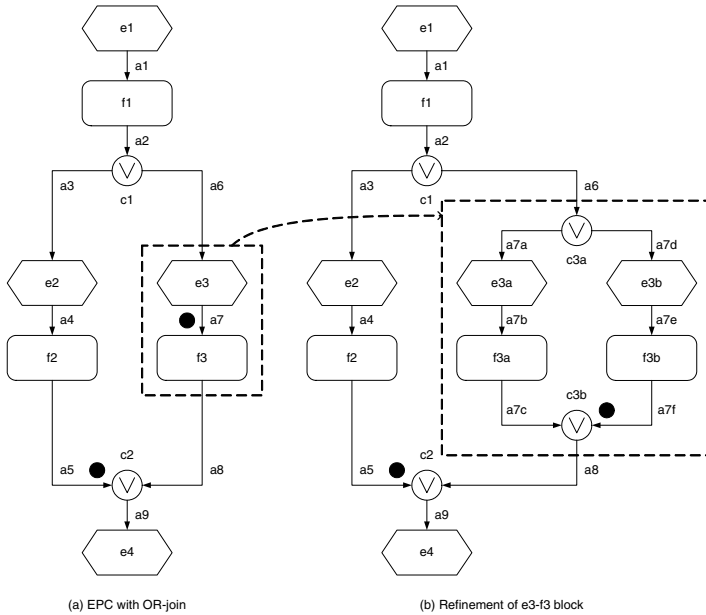 e1
a1
f1
a2
a3
a6
c1
e2
e3
a4
a7
f2
f3
c2
a5
a8
a9
e4
(a) EPC with OR-join
e1
a1
f1
a2
a3
a6
c1
a7a
a7d
c3a
e2
e3a
e3b
a4
a7b
a7e
f2
f3a
f3b
c3b
a7c
a7f
c2
a5
a8
a9
e4
(b) Refinement of e3-f3 block